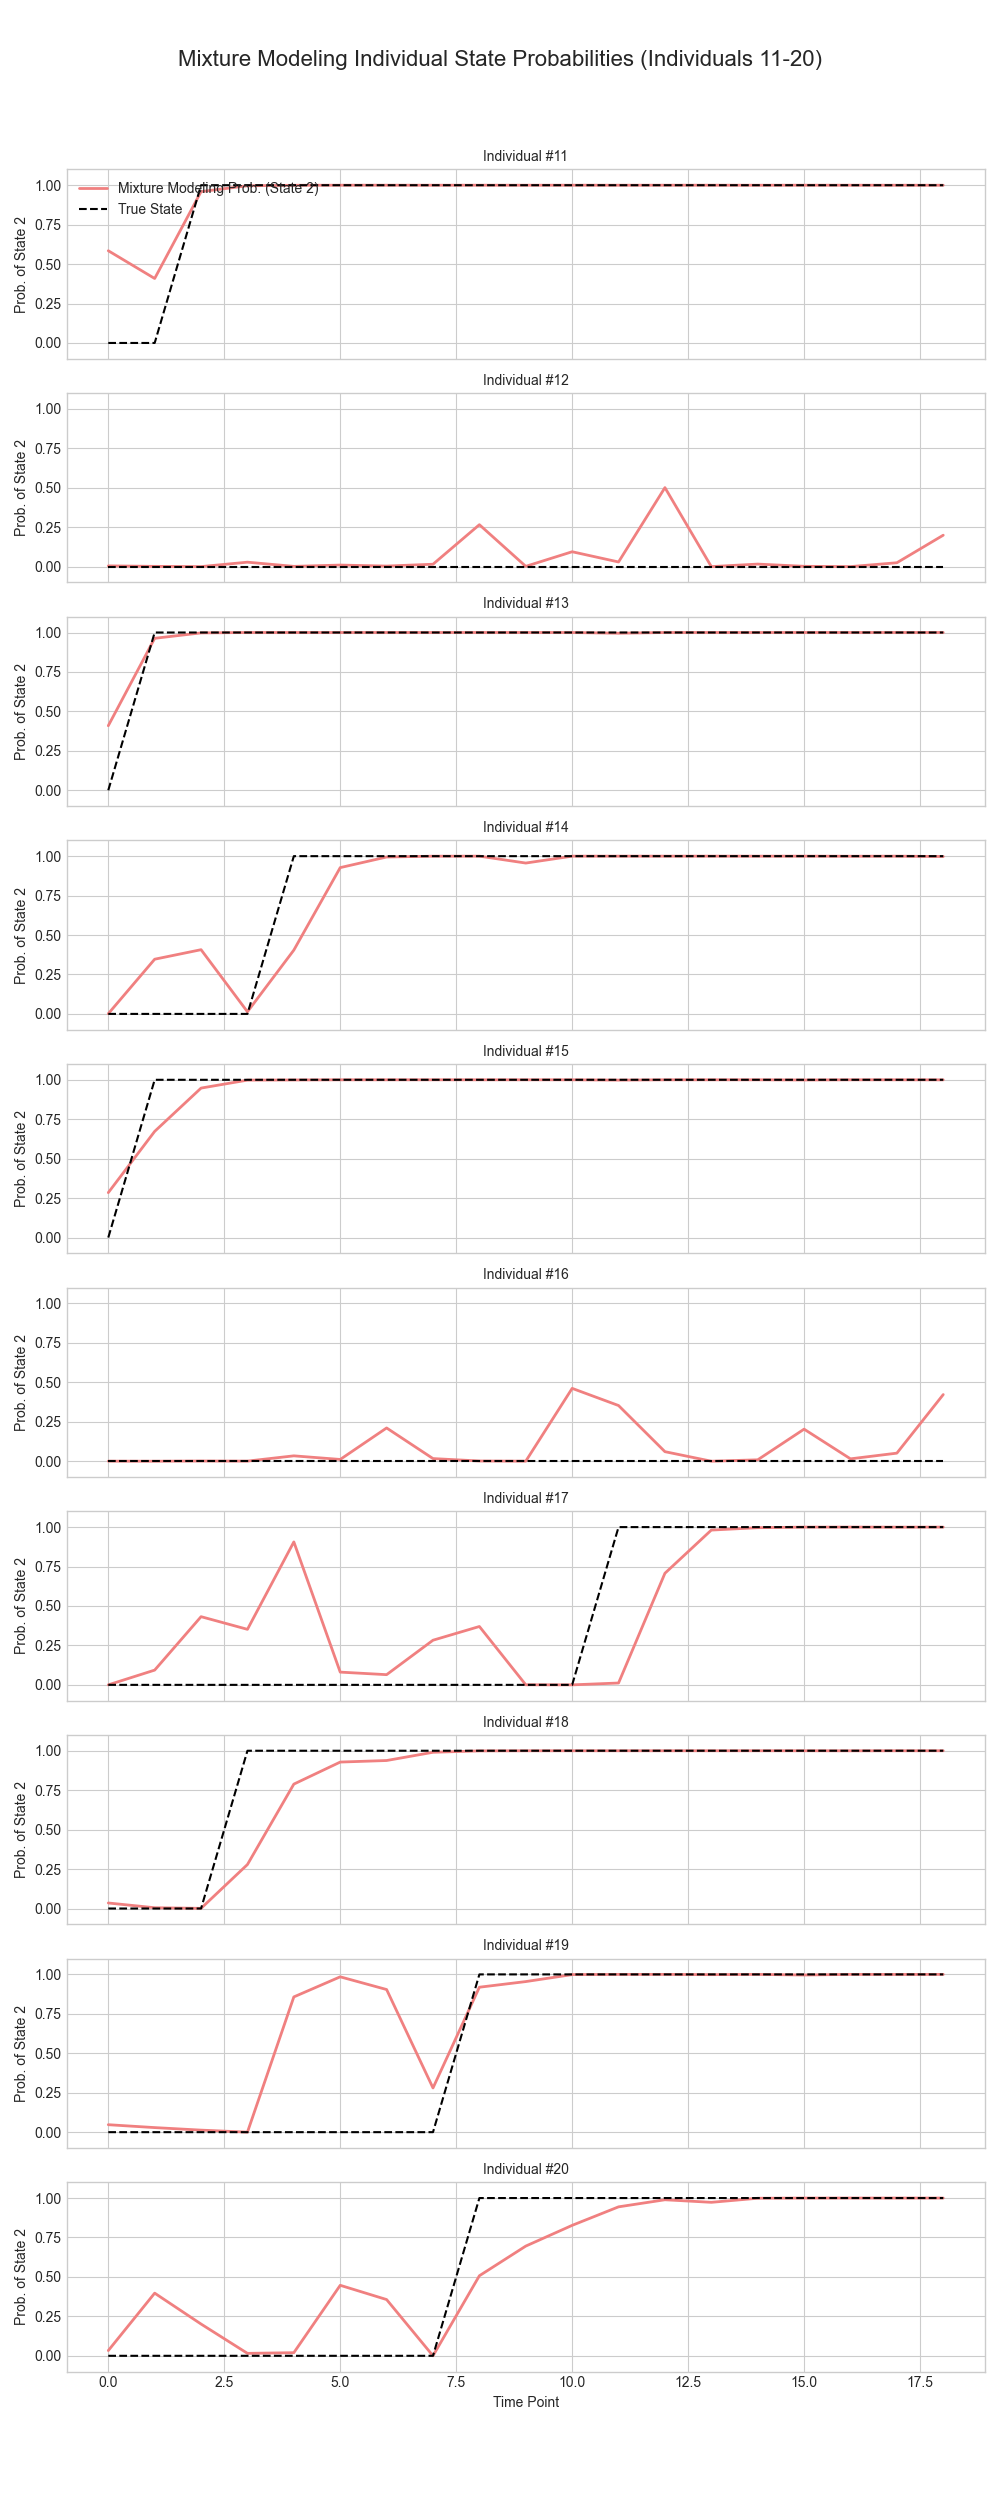 Mixture Modeling Individual State Probabilities (Individuals 11-20)
Individual #11
Mixture Modeling Prob. (State 2)
True State
Prob. of State 2
1.00
0.75
0.50
0.25
0.00
Individual #12
Prob. of State 2
1.00
0.75
0.50
0.25
0.00
Individual #13
Prob. of State 2
1.00
0.75
0.50
0.25
0.00
Individual #14
Prob. of State 2
1.00
0.75
0.50
0.25
0.00
Individual #15
Prob. of State 2
1.00
0.75
0.50
0.25
0.00
Individual #16
Prob. of State 2
1.00
0.75
0.50
0.25
0.00
Individual #17
Prob. of State 2
1.00
0.75
0.50
0.25
0.00
Individual #18
Prob. of State 2
1.00
0.75
0.50
0.25
0.00
Individual #19
Prob. of State 2
1.00
0.75
0.50
0.25
0.00
Individual #20
Prob. of State 2
1.00
0.75
0.50
0.25
0.00
0.0 2.5 5.0 7.5 10.0 12.5 15.0 17.5
Time Point